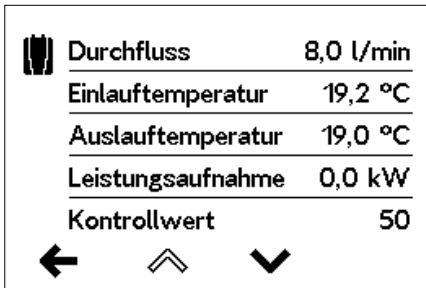 Durchfluss 8,0 l/min
Einlauftemperatur 19,2 °C
Auslauftemperatur 19,0 °C
Leistungsaufnahme 0,0 kW
Kontrollwert 50